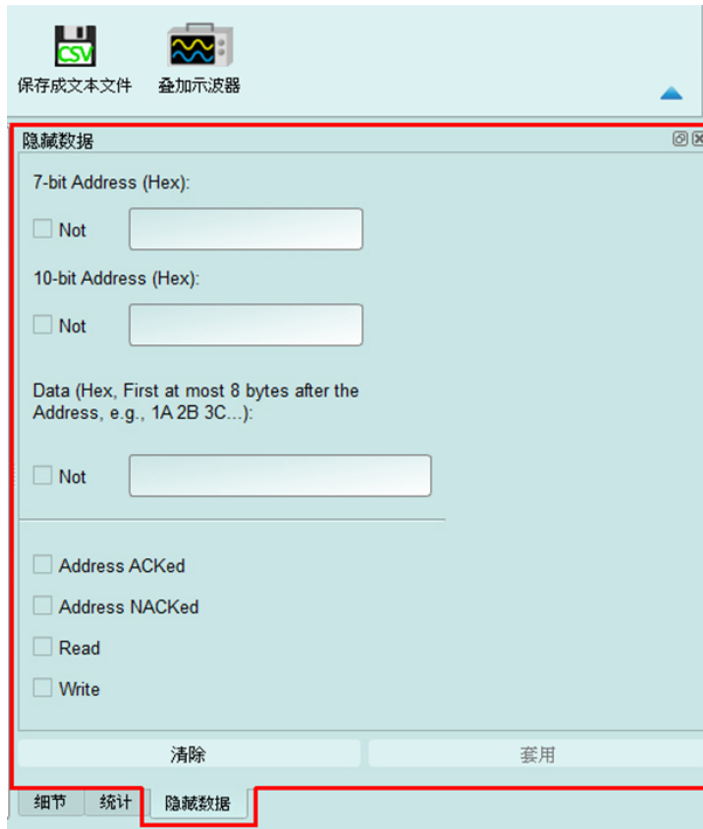 CSV
保存成文本文件 叠加示波器
隐藏数据
7-bit Address (Hex):
Not
10-bit Address (Hex):
Not
Data (Hex, First at most 8 bytes after the
Address, e.g., 1A 2B 3C...):
Not
Address ACKed
Address NACKed
Read
Write
清除 套用
细节 统计 隐藏数据